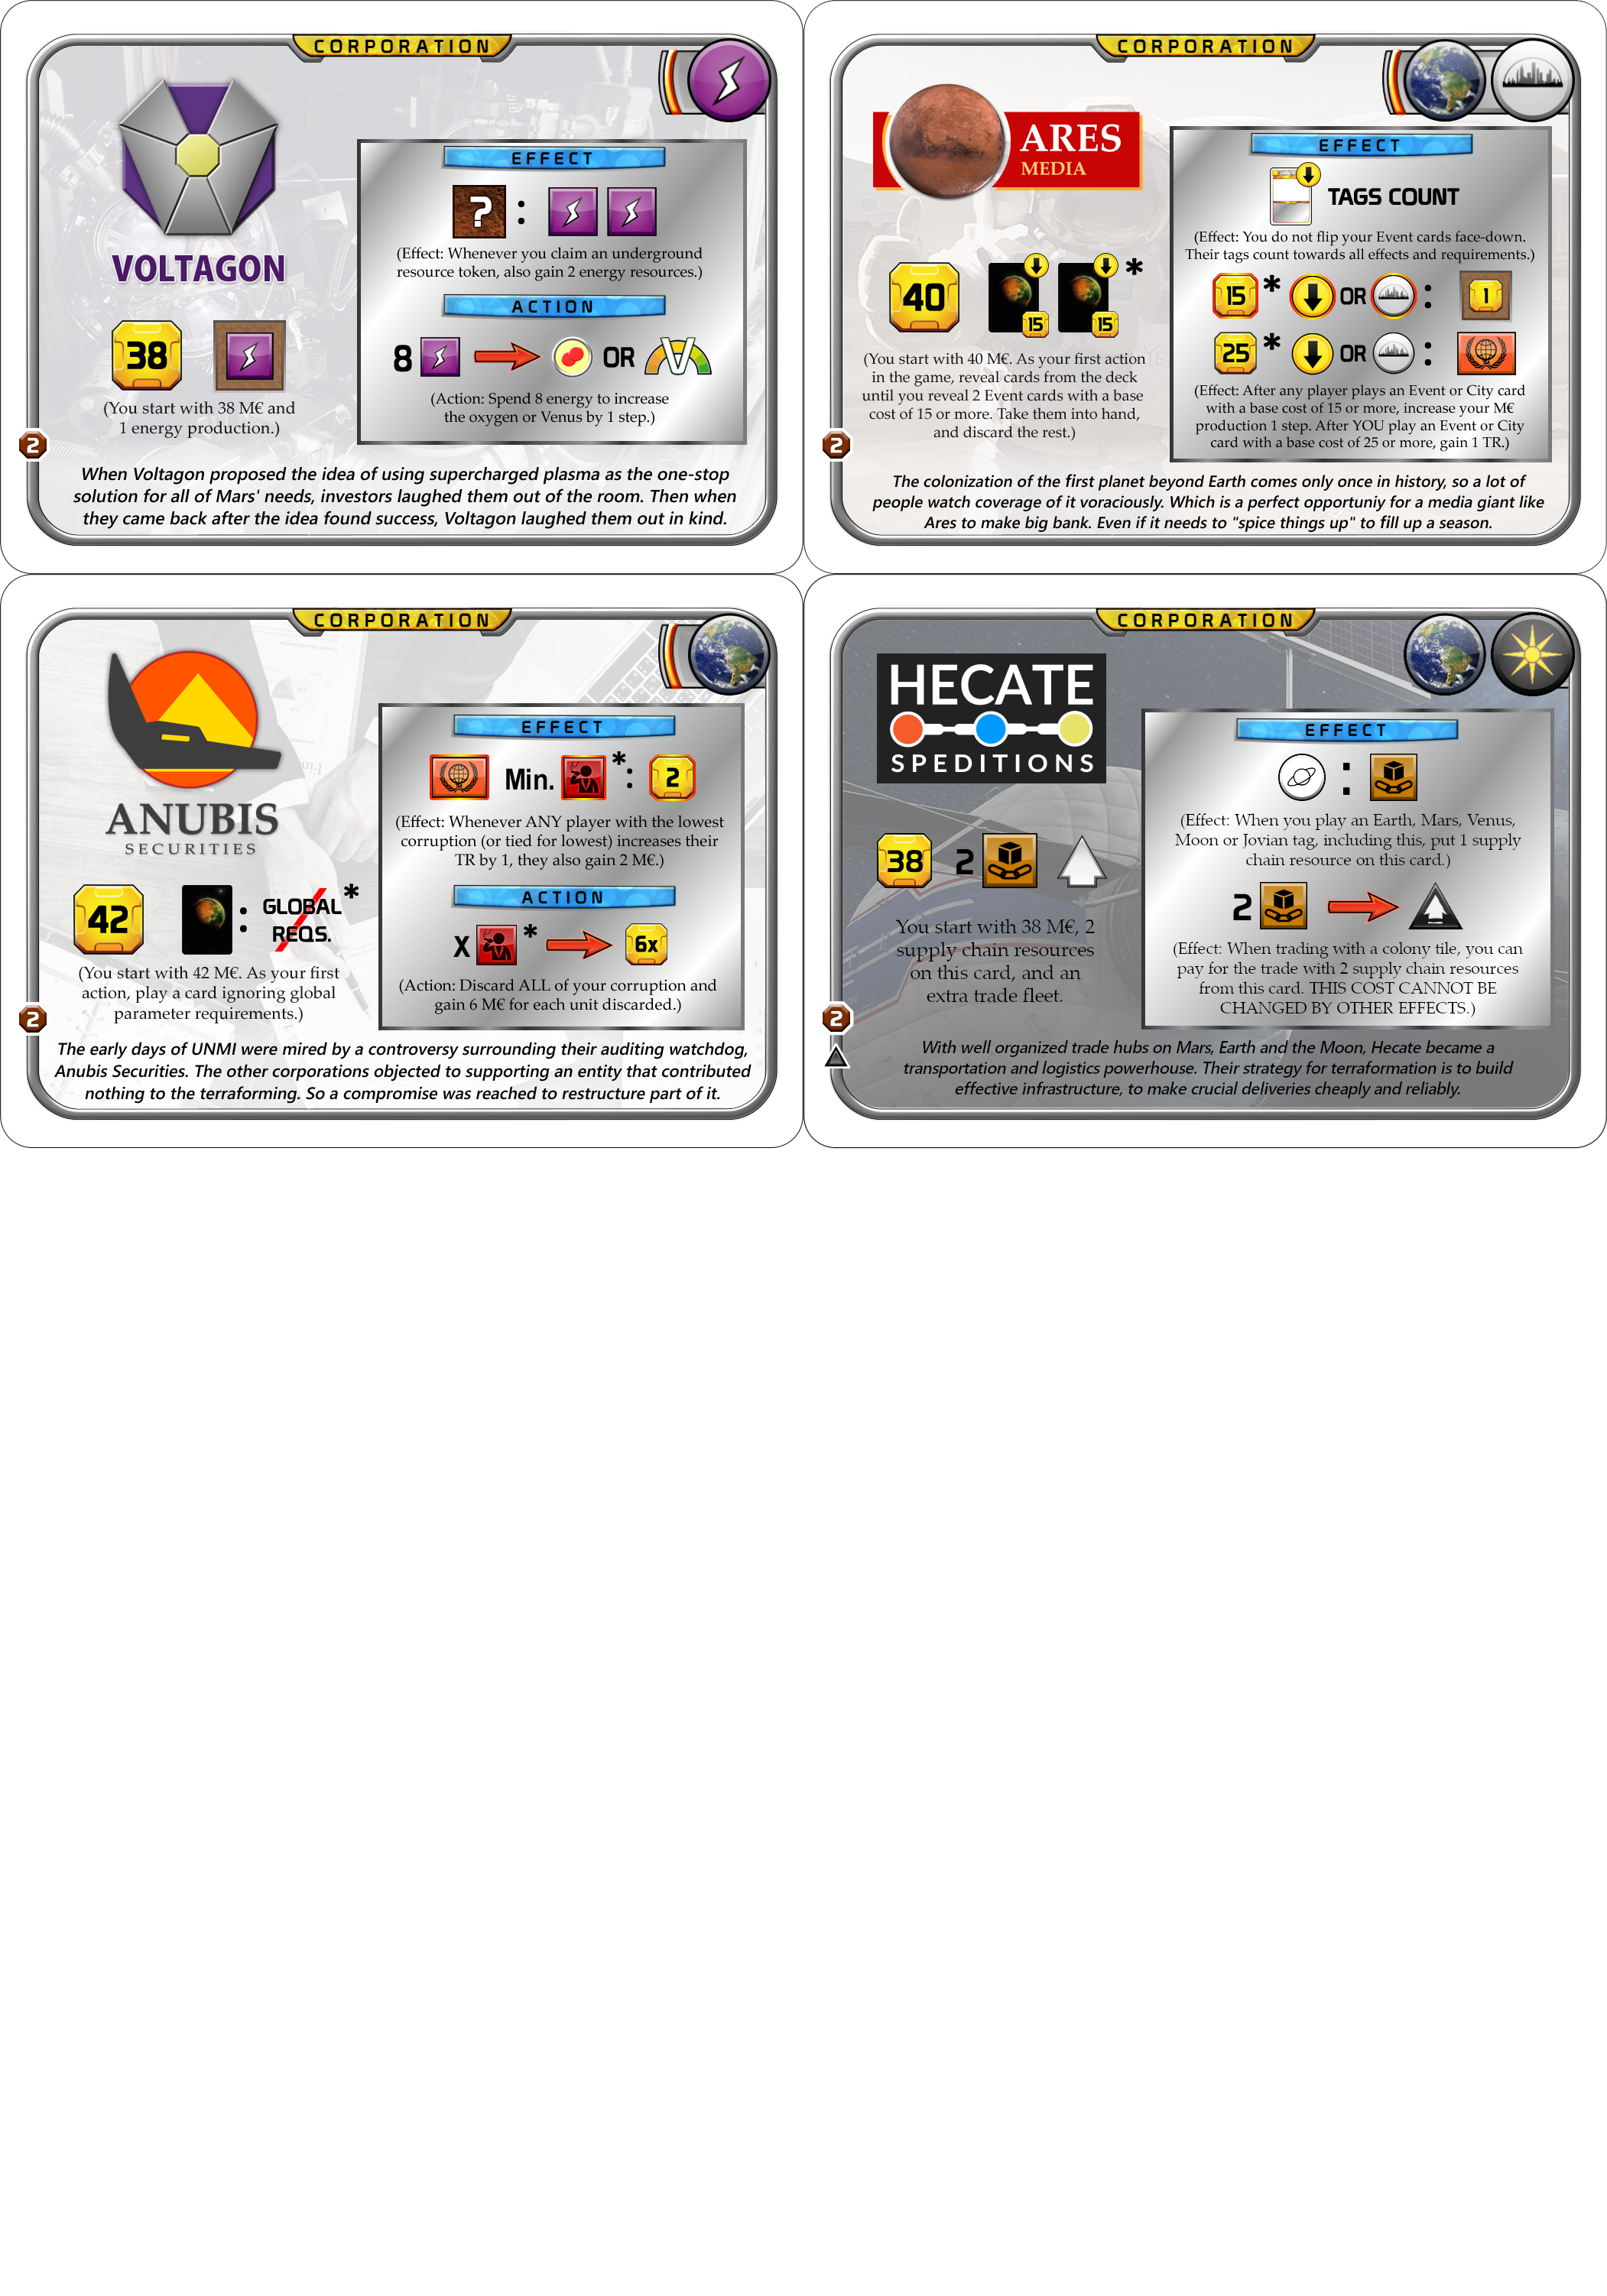 CORPORATION
VOLTAGON
38
(You start with 38 M€ and
1 energy production.)
2
EFFECT
? :
(Effect: Whenever you claim an underground
resource token, also gain 2 energy resources.)
ACTION
8 OR
(Action: Spend 8 energy to increase
the oxygen or Venus by 1 step.)
When Voltagon proposed the idea of using supercharged plasma as the one-stop
solution for all of Mars' needs, investors laughed them out of the room. Then when
they came back after the idea found success, Voltagon laughed them out in kind.
CORPORATION
ARES
MEDIA
40 15 15 *
(You start with 40 M€. As your first action
in the game, reveal cards from the deck
until you reveal 2 Event cards with a base
cost of 15 or more. Take them into hand,
and discard the rest.)
2
EFFECT
TAGS COUNT
(Effect: You do not flip your Event cards face-down.
Their tags count towards all effects and requirements.)
15 * OR : 1
25 * OR :
(Effect: After any player plays an Event or City card
with a base cost of 15 or more, increase your M€
production 1 step. After YOU play an Event or City
card with a base cost of 25 or more, gain 1 TR.)
The colonization of the first planet beyond Earth comes only once in history, so a lot of
people watch coverage of it voraciously. Which is a perfect opportuniy for a media giant like
Ares to make big bank. Even if it needs to "spice things up" to fill up a season.
CORPORATION
ANUBIS
SECURITIES
42 : GLOBAL *
REQS.
(You start with 42 M€. As your first
action, play a card ignoring global
parameter requirements.)
2
EFFECT
Min. *: 2
(Effect: Whenever ANY player with the lowest
corruption (or tied for lowest) increases their
TR by 1, they also gain 2 M€.)
ACTION
X * 6x
(Action: Discard ALL of your corruption and
gain 6 M€ for each unit discarded.)
The early days of UNMI were mired by a controversy surrounding their auditing watchdog,
Anubis Securities. The other corporations objected to supporting an entity that contributed
nothing to the terraforming. So a compromise was reached to restructure part of it.
CORPORATION
HECATE
SPEDITIONS
38 2
You start with 38 M€, 2
supply chain resources
on this card, and an
extra trade fleet.
2
EFFECT
:
(Effect: When you play an Earth, Mars, Venus,
Moon or Jovian tag, including this, put 1 supply
chain resource on this card.)
2
(Effect: When trading with a colony tile, you can
pay for the trade with 2 supply chain resources
from this card. THIS COST CANNOT BE
CHANGED BY OTHER EFFECTS.)
With well organized trade hubs on Mars, Earth and the Moon, Hecate became a
transportation and logistics powerhouse. Their strategy for terraformation is to build
effective infrastructure, to make crucial deliveries cheaply and reliably.